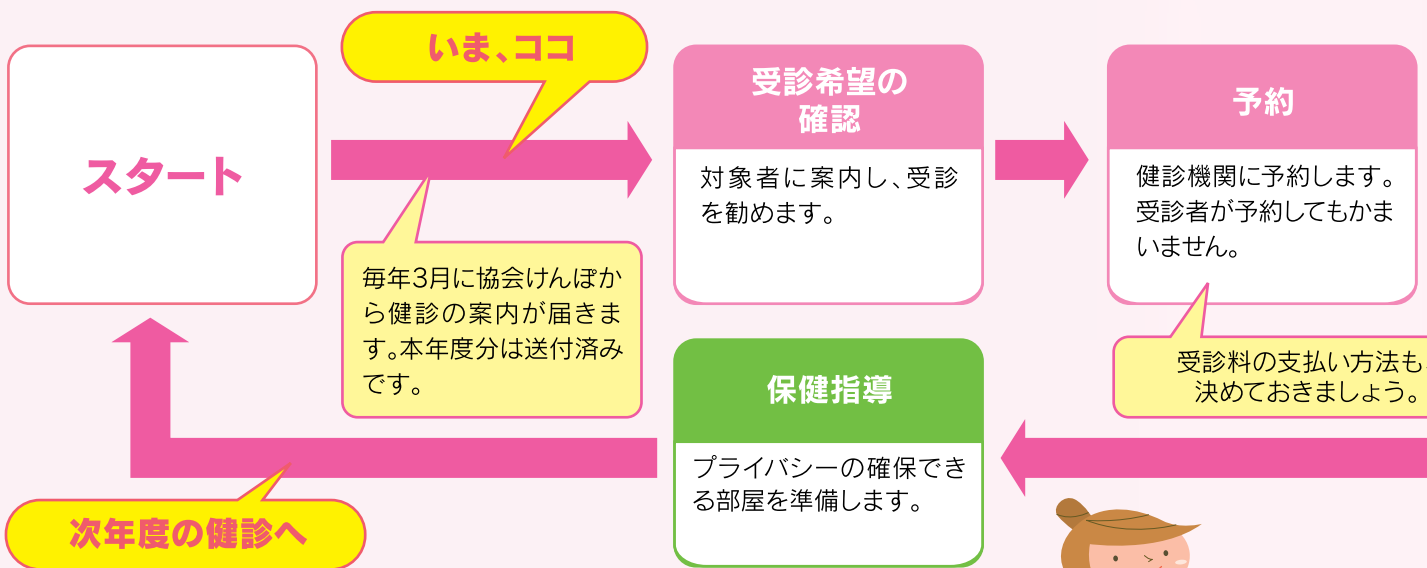 いま、ココ
スタート
受診希望の
確認
対象者に案内し、受診
を勧めます。
予約
健診機関に予約します。
受診者が予約してもかま
いません。
毎年3月に協会けんぽか
ら健診の案内が届きま
す。本年度分は送付済み
です。
受診料の支払い方法も
決めておきましょう。
保健指導
プライバシーの確保でき
る部屋を準備します。
次年度の健診へ